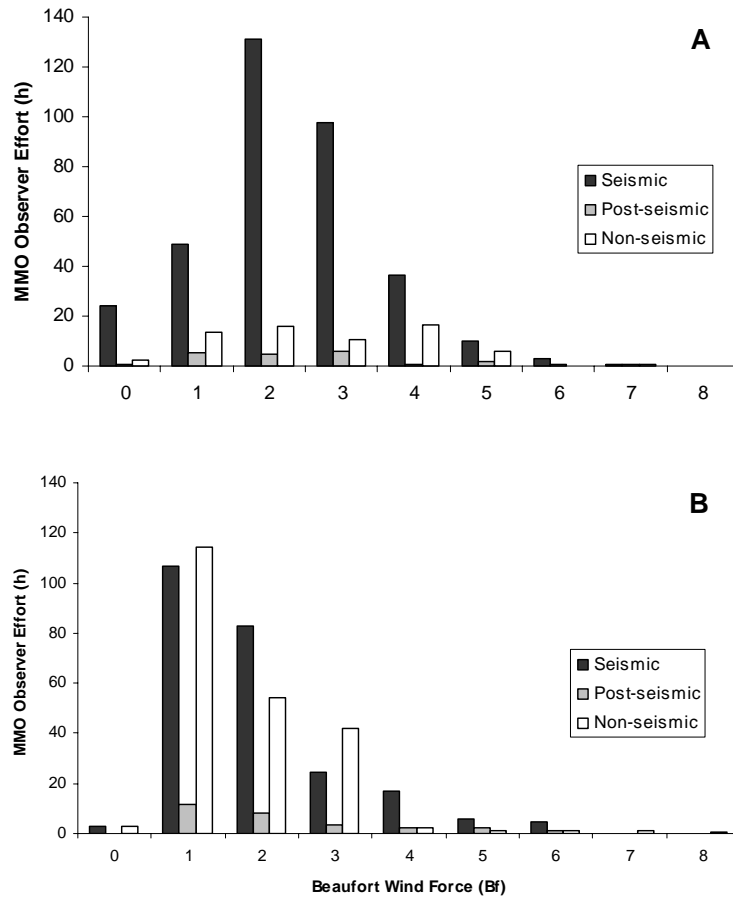 140
120
100
80
60
40
20
0
MMO Observer Effort (h)
A
Seismic
Post-seismic
Non-seismic
0 1 2 3 4 5 6 7 8
140
120
100
80
60
40
20
0
MMO Observer Effort (h)
B
Seismic
Post-seismic
Non-seismic
0 1 2 3 4 5 6 7 8
Beaufort Wind Force (Bf)